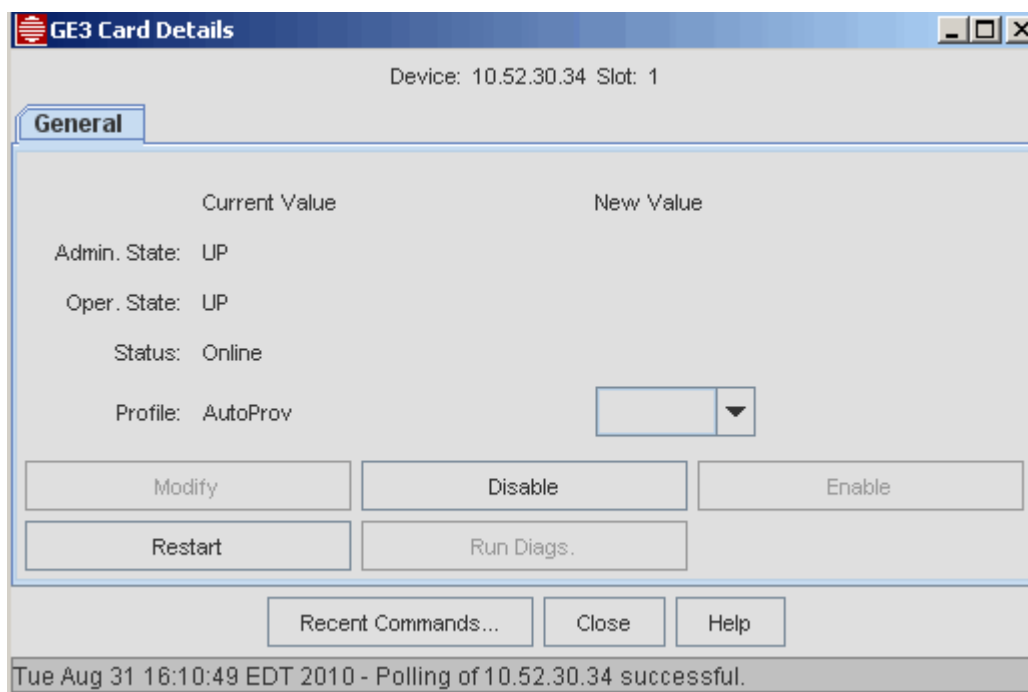 GE3 Card Details
Device: 10.52.30.34 Slot: 1
General
Current Value New Value
Admin. State: UP
Oper. State: UP
Status: Online
Profile: AutoProv
Modify Disable Enable
Restart Run Diags.
Recent Commands... Close Help
Tue Aug 31 16:10:49 EDT 2010 - Polling of 10.52.30.34 successful.